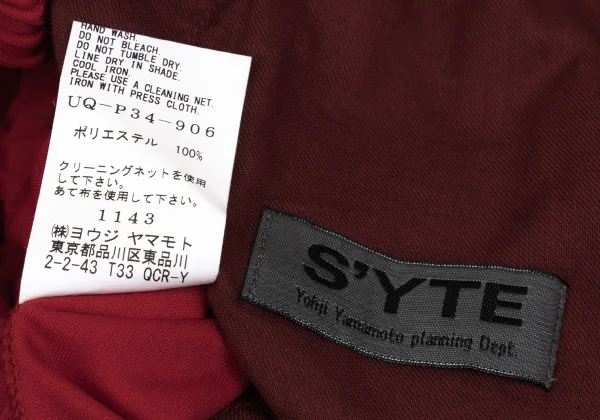 HAND WASH.
DO NOT BLEACH.
DO NOT TUMBLE DRY.
LINE DRY IN SHADE.
COOL IRON.
PLEASE USE A CLEANING NET.
IRON WITH PRESS CLOTH.
UQ-P34-906
ポリエステル 100%
クリーニングネットを使用
して下さい。
あて布を使用して下さい。
1143
㈱ヨウジ ヤマモト
東京都品川区東品川
2-2-43 T33 QCR-Y
S'YTE
Yohji Yamamoto planning Dept.